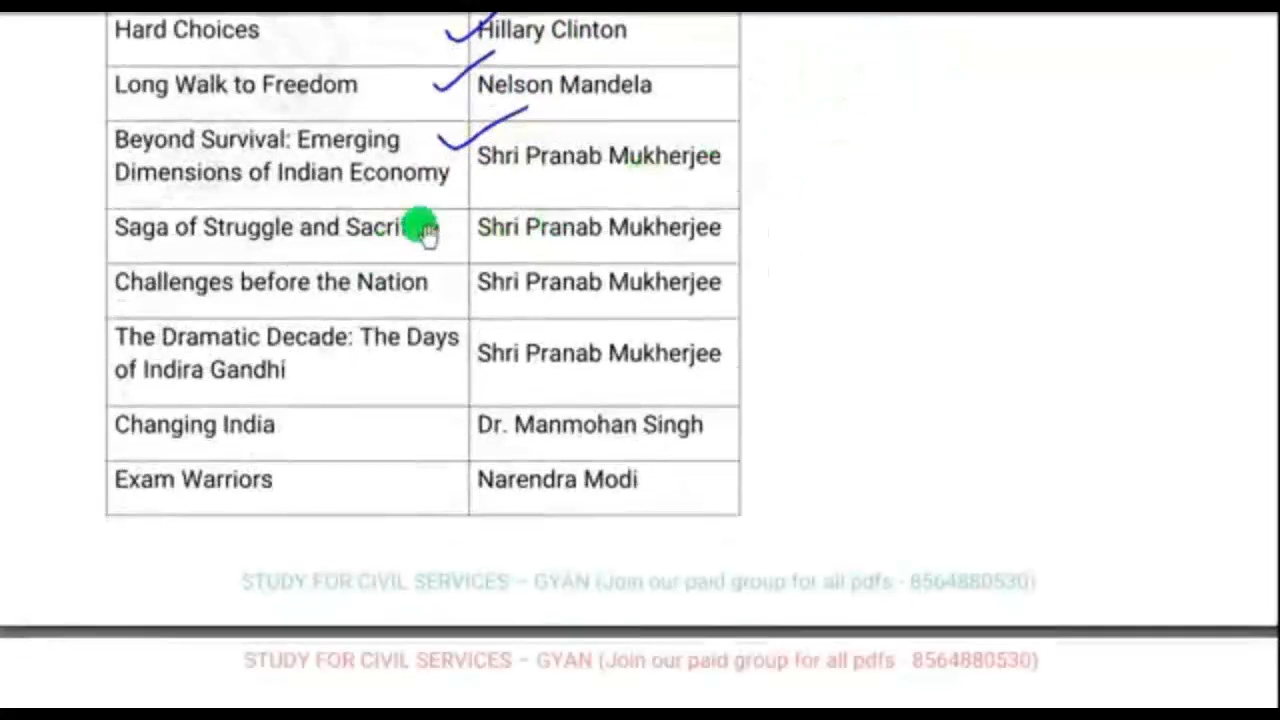 Hard Choices Hillary Clinton
Long Walk to Freedom Nelson Mandela
Beyond Survival: Emerging
Dimensions of Indian Economy Shri Pranab Mukherjee
Saga of Struggle and Shri Pranab Mukherjee
Challenges before the Nation Shri Pranab Mukherjee
The Dramatic Decade: The Days
of Indira Gandhi Shri Pranab Mukherjee
Changing India Dr. Manmohan Singh
Exam Warriors Narendra Modi
STUDY FOR CIVIL SERVICES – GYAN (Join our paid group for all pdfs - 8564880530)
STUDY FOR CIVIL SERVICES – GYAN (Join our paid group for all pdfs - 8564880530)